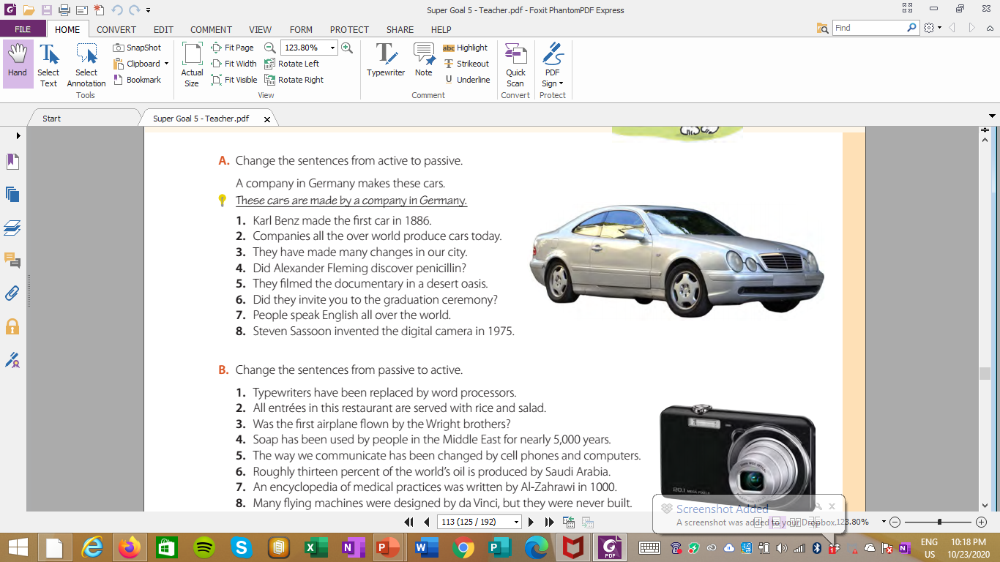 Super Goal 5 - Teacher.pdf - Foxit PhantomPDF Express
FILE HOME CONVERT EDIT COMMENT VIEW FORM PROTECT SHARE HELP
Find
Hand
Select Text
Select Annotation
SnapShot
Clipboard
Bookmark
Tools
Actual Size
Fit Page
Fit Width
Fit Visible
123.80%
Rotate Left
Rotate Right
View
Typewriter
Note
abc Highlight
T Strikeout
U Underline
Comment
Quick Scan
Convert
PDF Sign
Protect
Start
Super Goal 5 - Teacher.pdf
A. Change the sentences from active to passive.
A company in Germany makes these cars.
These cars are made by a company in Germany.
1. Karl Benz made the first car in 1886.
2. Companies all the over world produce cars today.
3. They have made many changes in our city.
4. Did Alexander Fleming discover penicillin?
5. They filmed the documentary in a desert oasis.
6. Did they invite you to the graduation ceremony?
7. People speak English all over the world.
8. Steven Sassoon invented the digital camera in 1975.
B. Change the sentences from passive to active.
1. Typewriters have been replaced by word processors.
2. All entrées in this restaurant are served with rice and salad.
3. Was the first airplane flown by the Wright brothers?
4. Soap has been used by people in the Middle East for nearly 5,000 years.
5. The way we communicate has been changed by cell phones and computers.
6. Roughly thirteen percent of the world's oil is produced by Saudi Arabia.
7. An encyclopedia of medical practices was written by Al-Zahrawi in 1000.
8. Many flying machines were designed by da Vinci, but they were never built.
20.1 MEGA PIXELS
Screenshot Added
A screenshot was added to your Dropbox.
113 (125 / 192)
123.80%
ENG
US
10:18 PM
10/23/2020